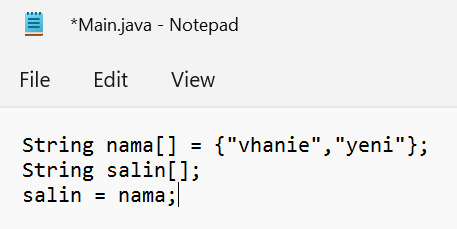 *Main.java - Notepad
File Edit View
String nama[] = {"vhanie","yeni"};
String salin[];
salin = nama;